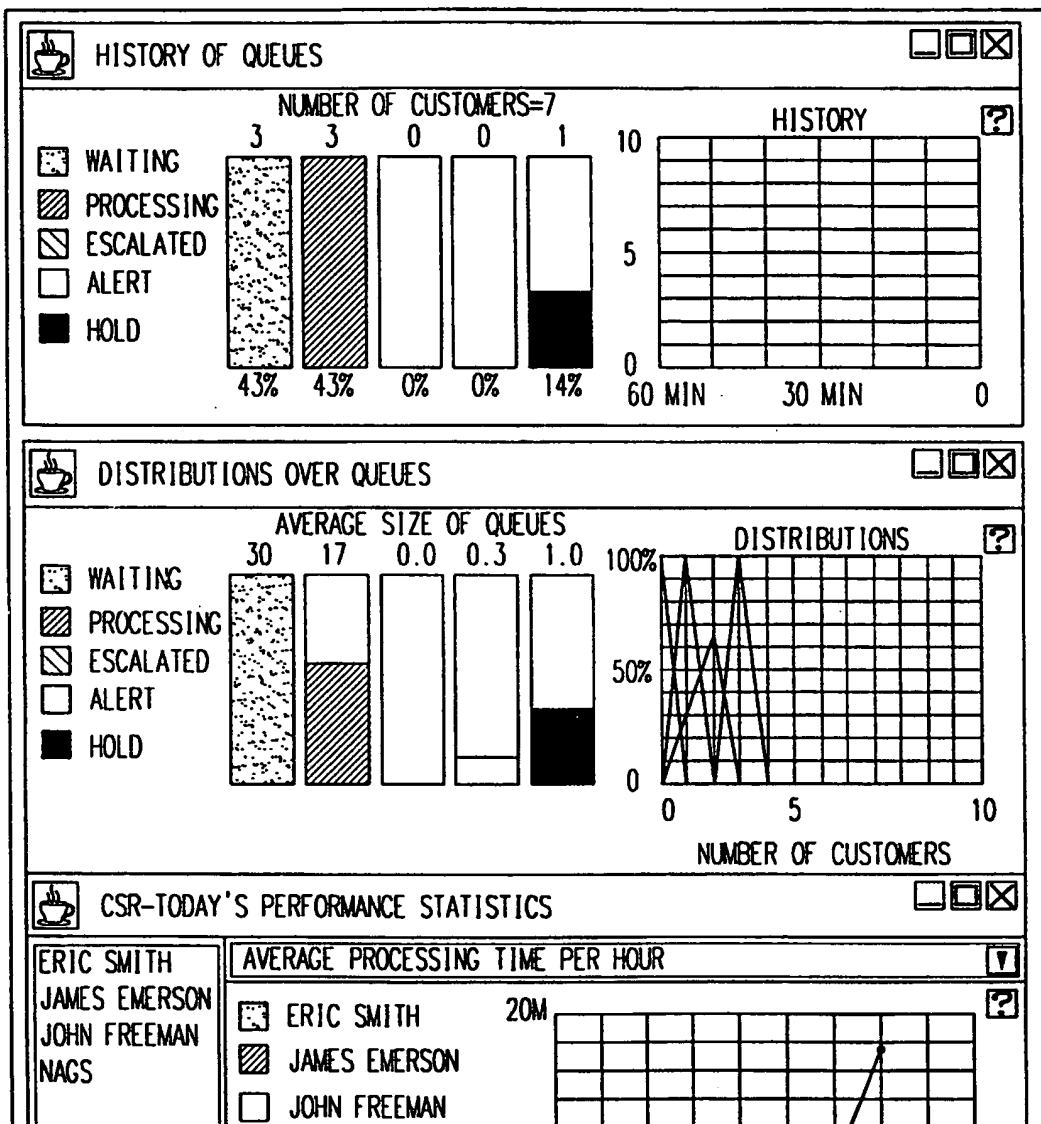 HISTORY OF QUEUES
NUMBER OF CUSTOMERS=7
3 3 0 0 1
WAITING
PROCESSING
ESCALATED
ALERT
HOLD
43% 43% 0% 0% 14%
HISTORY
?
10
5
0
60 MIN 30 MIN 0
DISTRIBUTIONS OVER QUEUES
AVERAGE SIZE OF QUEUES
30 17 0.0 0.3 1.0
WAITING
PROCESSING
ESCALATED
ALERT
HOLD
DISTRIBUTIONS
?
100%
50%
0
0 5 10
NUMBER OF CUSTOMERS
CSR-TODAY'S PERFORMANCE STATISTICS
ERIC SMITH
JAMES EMERSON
JOHN FREEMAN
NAGS
AVERAGE PROCESSING TIME PER HOUR
ERIC SMITH
JAMES EMERSON
JOHN FREEMAN
20M
?